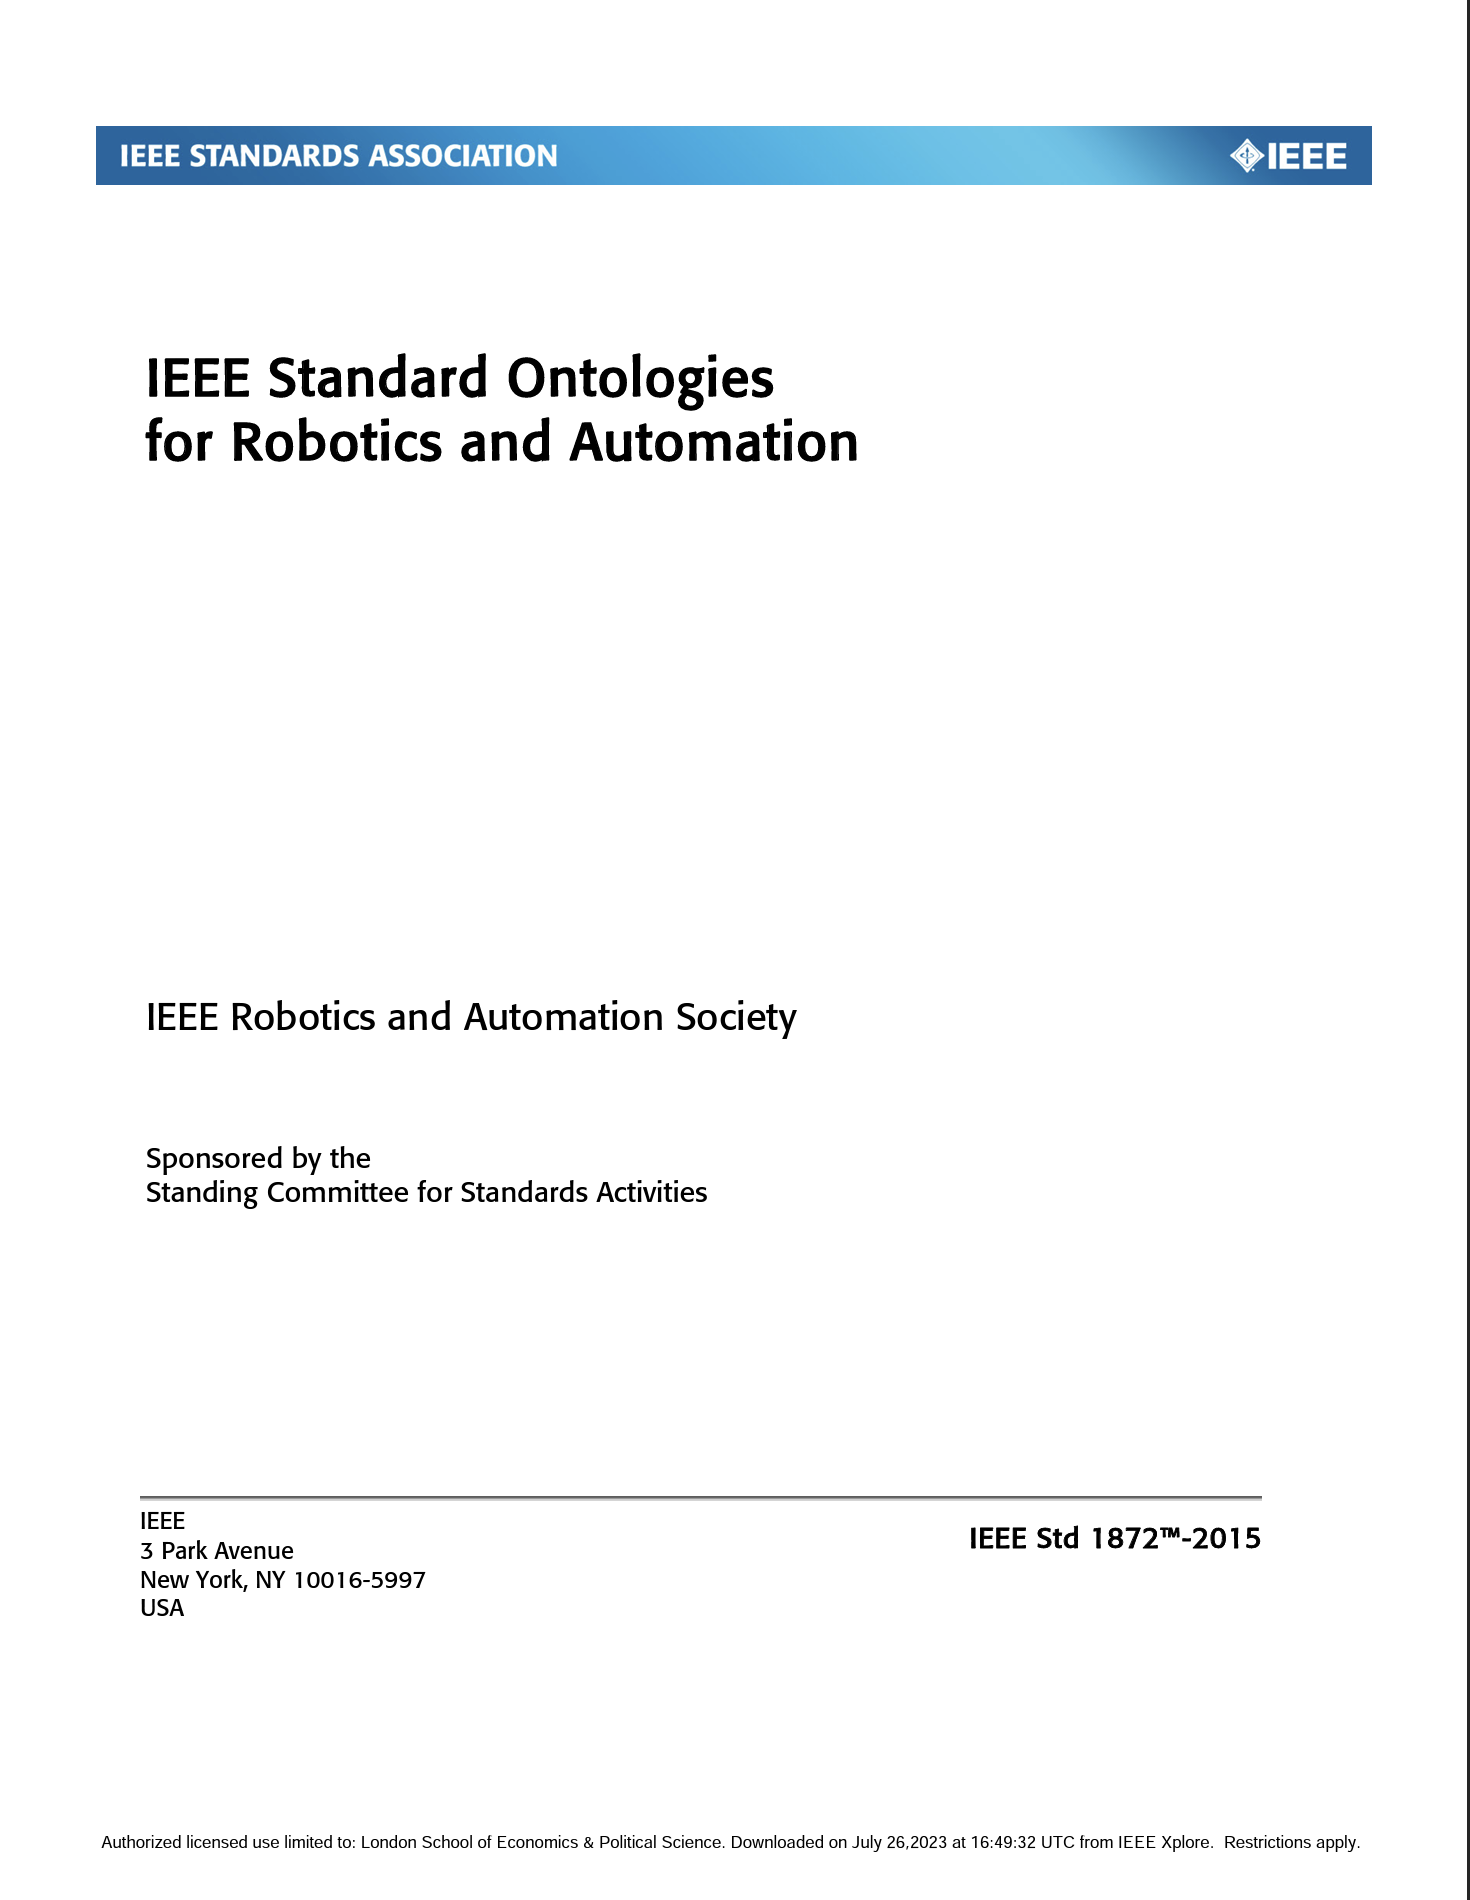 IEEE STANDARDS ASSOCIATION
IEEE
IEEE Standard Ontologies
for Robotics and Automation
IEEE Robotics and Automation Society
Sponsored by the
Standing Committee for Standards Activities
IEEE
3 Park Avenue
New York, NY 10016-5997
USA
IEEE Std 1872™-2015
Authorized licensed use limited to: London School of Economics & Political Science. Downloaded on July 26,2023 at 16:49:32 UTC from IEEE Xplore.  Restrictions apply.